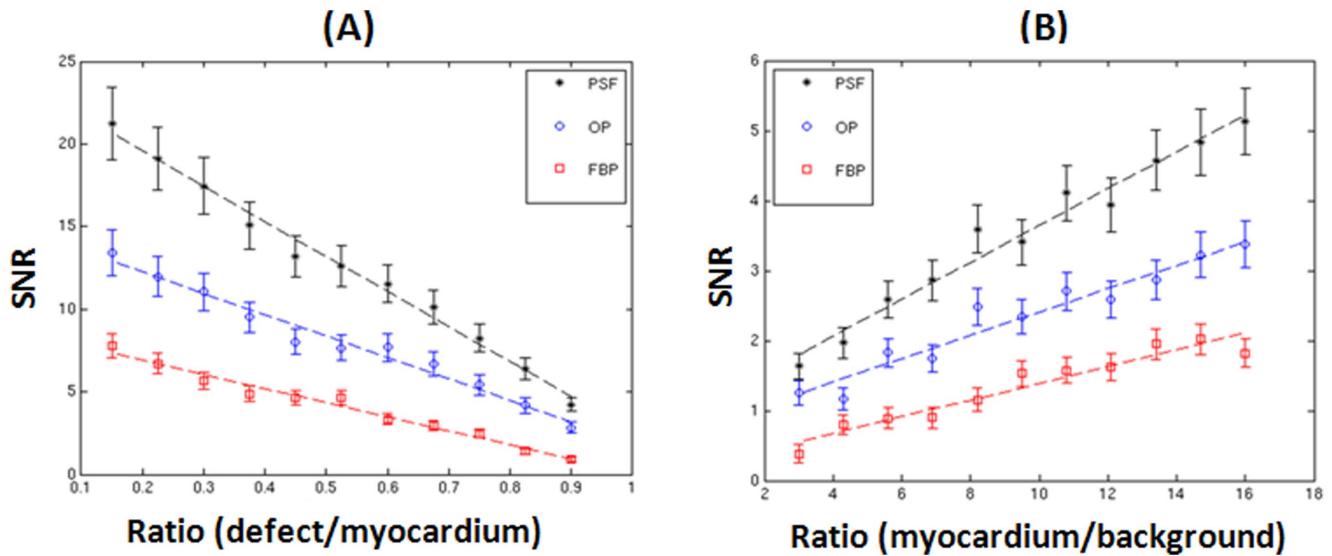 (A)
SNR
25
20
15
10
5
0
PSF
OP
FBP
0.1 0.2 0.3 0.4 0.5 0.6 0.7 0.8 0.9 1
Ratio (defect/myocardium)
(B)
SNR
6
5
4
3
2
1
0
PSF
OP
FBP
2 4 6 8 10 12 14 16 18
Ratio (myocardium/background)